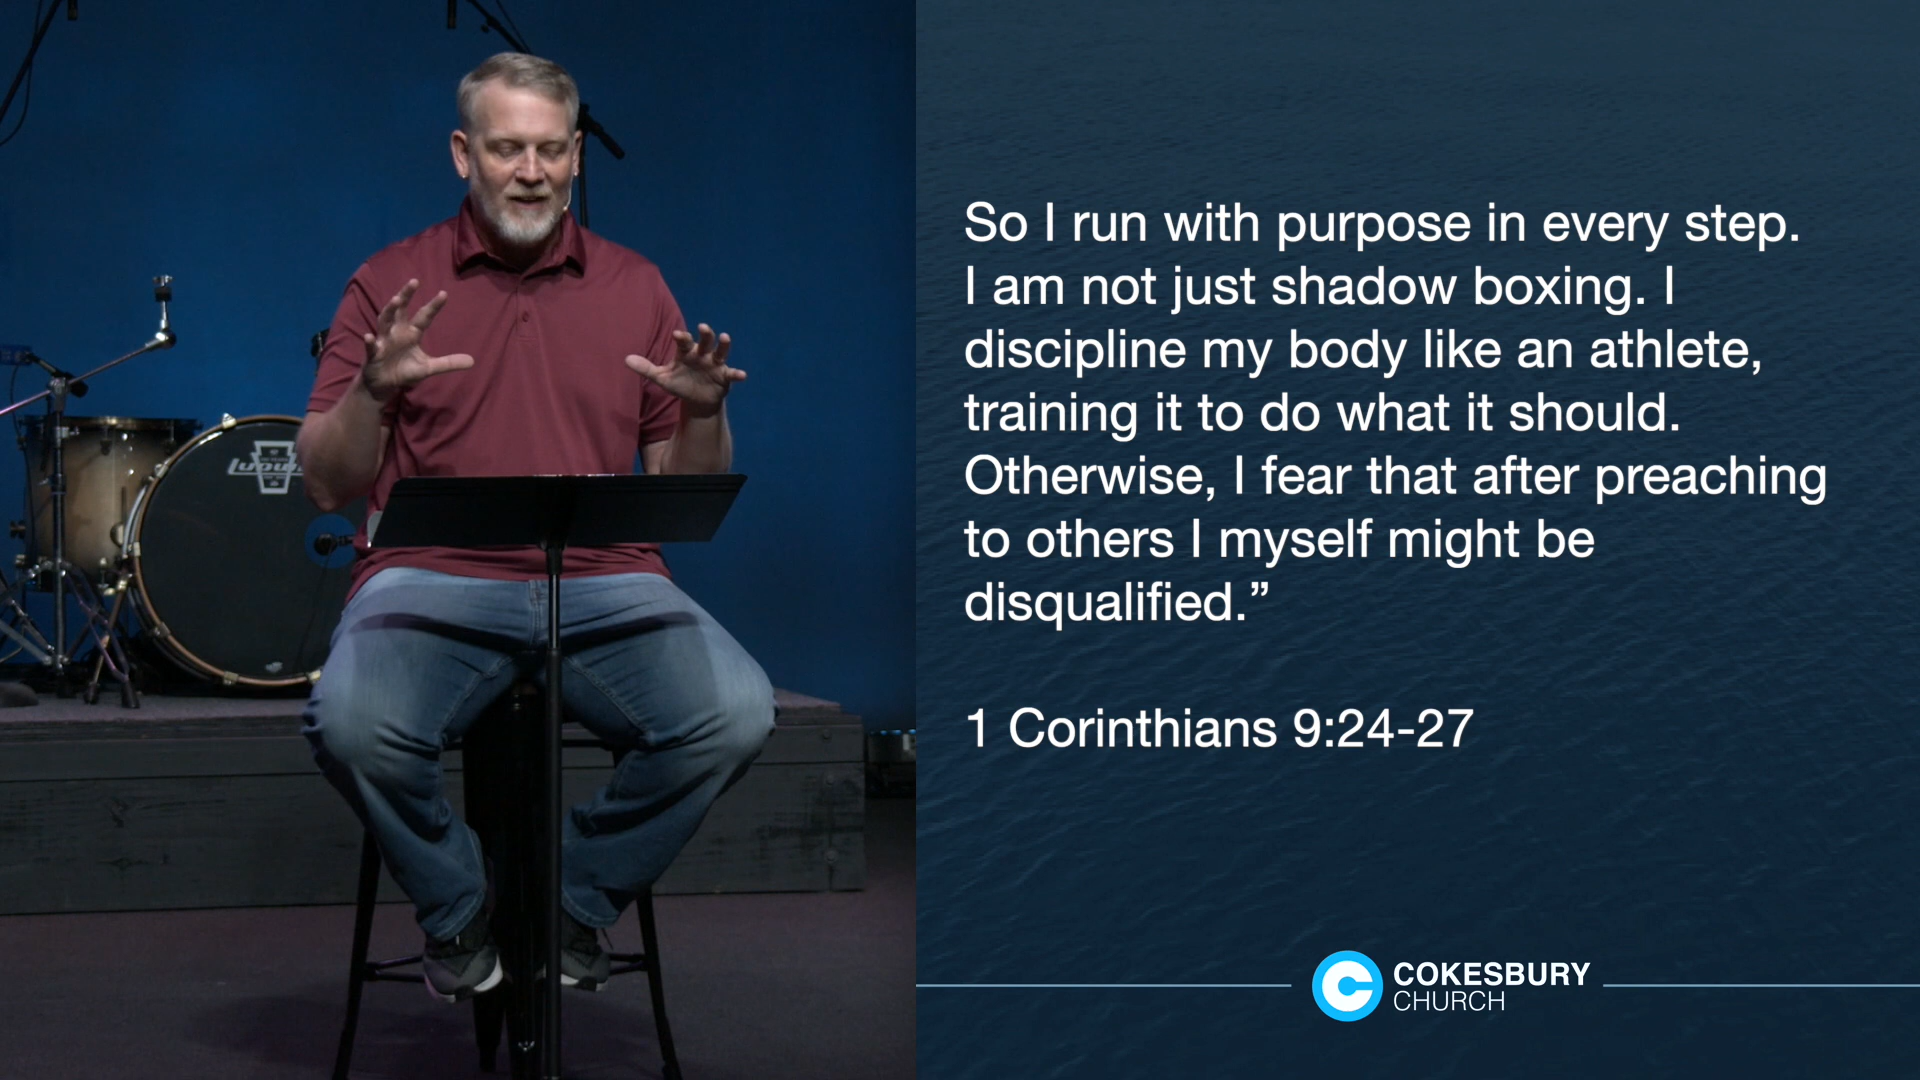 So I run with purpose in every step.
I am not just shadow boxing. I
discipline my body like an athlete,
training it to do what it should.
Otherwise, I fear that after preaching
to others I myself might be
disqualified.”
1 Corinthians 9:24-27
COKESBURY
CHURCH